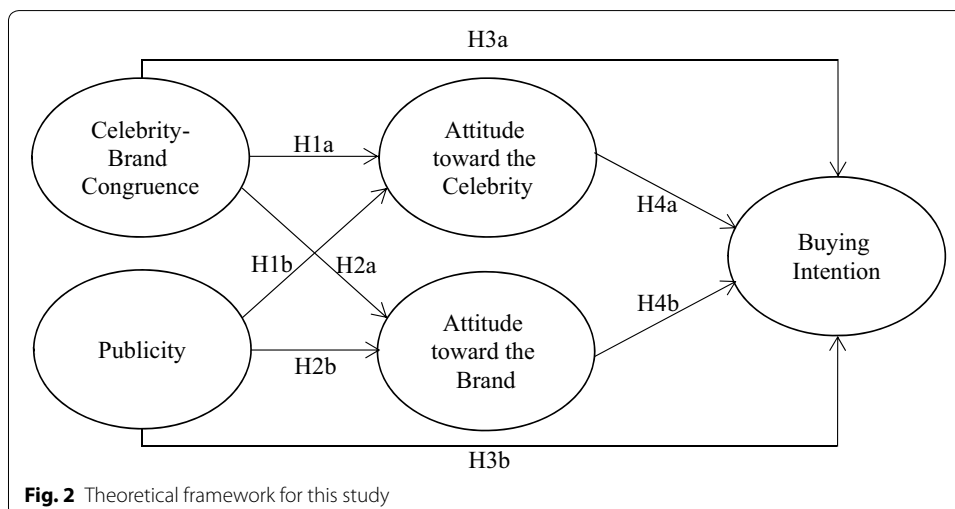 H3a
Celebrity-
Brand
Congruence
H1a
Attitude
toward the
Celebrity
H4a
Buying
Intention
H1b
H2a
Publicity
H2b
Attitude
toward the
Brand
H4b
H3b
Fig. 2 Theoretical framework for this study